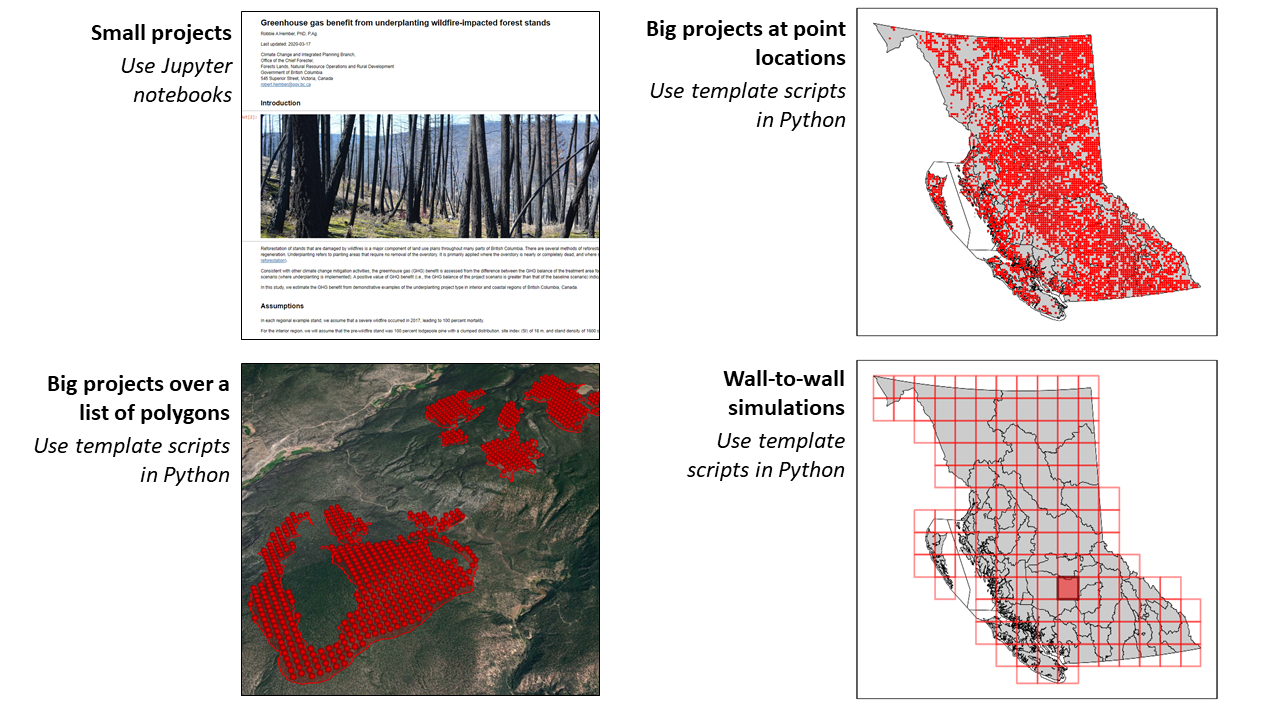 Small projects
Use Jupyter
notebooks
Greenhouse gas benefit from underplanting wildfire-impacted forest stands
Robbie A Hember, PhD, P.Ag
Last updated: 2020-03-17
Climate Change and Integrated Planning Branch,
Office of the Chief Forester,
Forests Lands, Natural Resource Operations and Rural Development
Government of British Columbia
545 Superior Street, Victoria, Canada
robert.hember@gov.bc.ca
Introduction
Reforestation of stands that are damaged by wildfires is a major component of land use plans throughout many parts of British Columbia. There are several methods of
regeneration. Underplanting refers to planting areas that require no removal of the overstory. It is primarily applied where the overstory is nearly or completely dead, and where
reforestation).
Consistent with other climate change mitigation activities, the greenhouse gas (GHG) benefit is assessed from the difference between the GHG balance of the treatment area
scenario (where underplanting is implemented). A positive value of GHG benefit (i.e., the GHG balance of the project scenario is greater than that of the baseline scenario)
In this study, we estimate the GHG benefit from demonstrative examples of the underplanting project type in interior and coastal regions of British Columbia, Canada.
Assumptions
In each regional example stand, we assume that a severe wildfire occurred in 2017, leading to 100 percent mortality.
For the interior region, we will assume that the pre-wildfire stand was 100 percent lodgepole pine with a clumped distribution, site index (SI) of 16 m, and stand density of 1600
Big projects at point
locations
Use template scripts
in Python
Big projects over a
list of polygons
Use template scripts
in Python
Wall-to-wall
simulations
Use template
scripts in Python